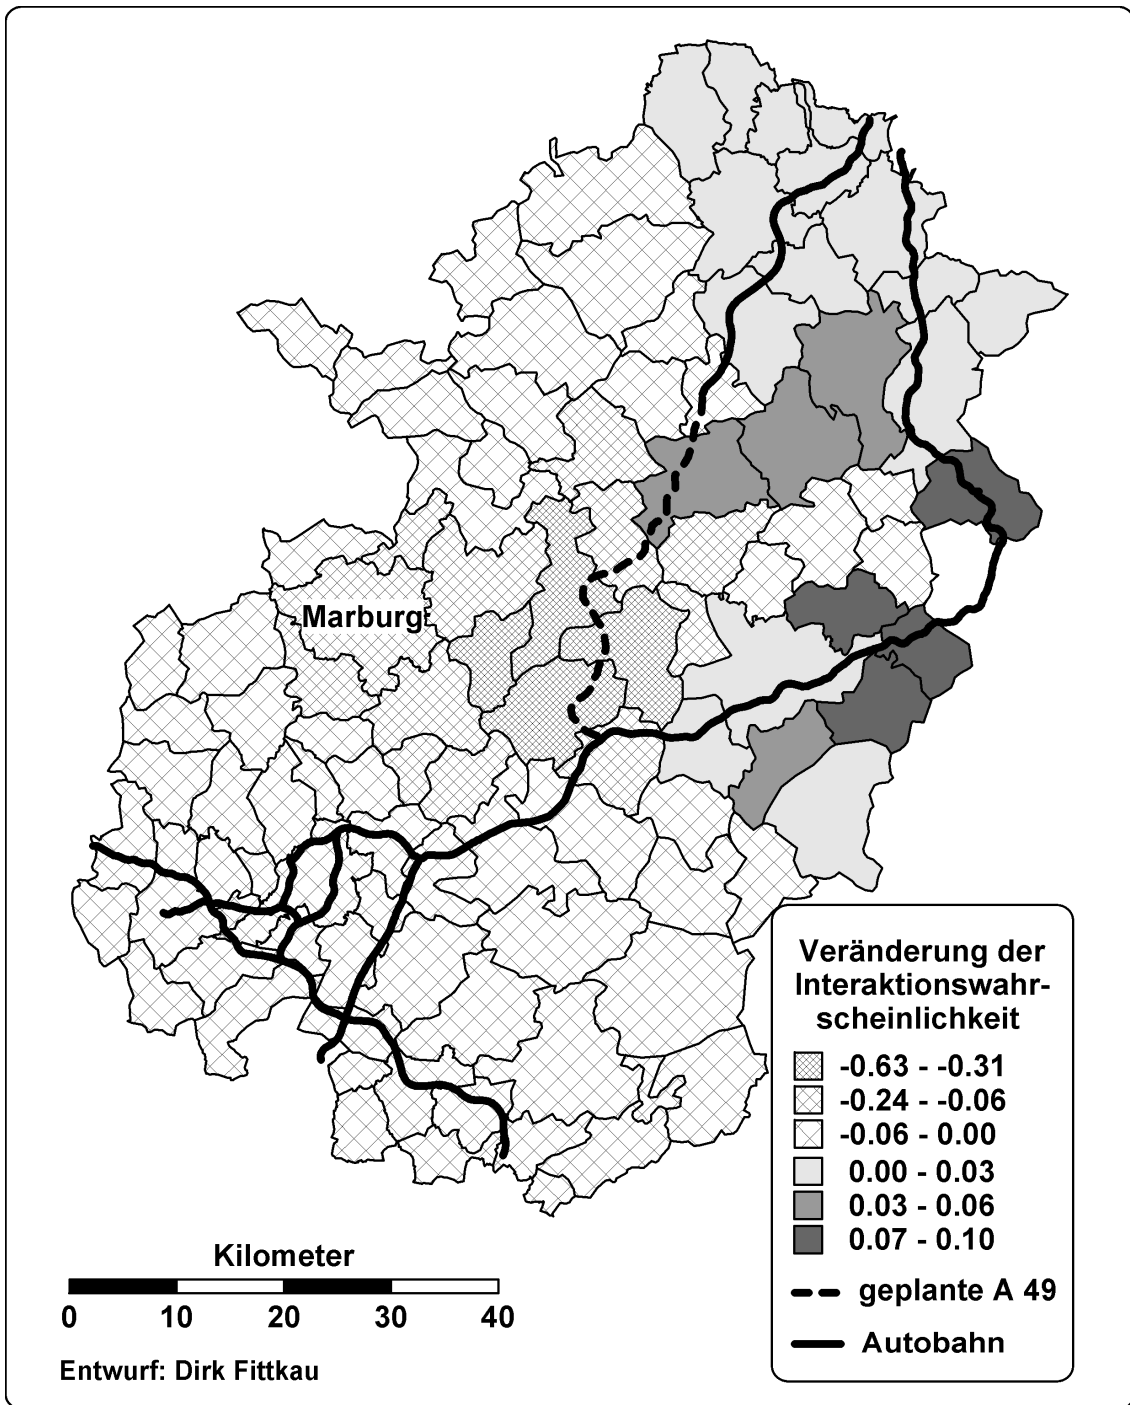 Marburg
Veränderung der
Interaktionswahr-
scheinlichkeit
-0.63 - -0.31
-0.24 - -0.06
-0.06 - 0.00
0.00 - 0.03
0.03 - 0.06
0.07 - 0.10
geplante A 49
Autobahn
Kilometer
0 10 20 30 40
Entwurf: Dirk Fittkau